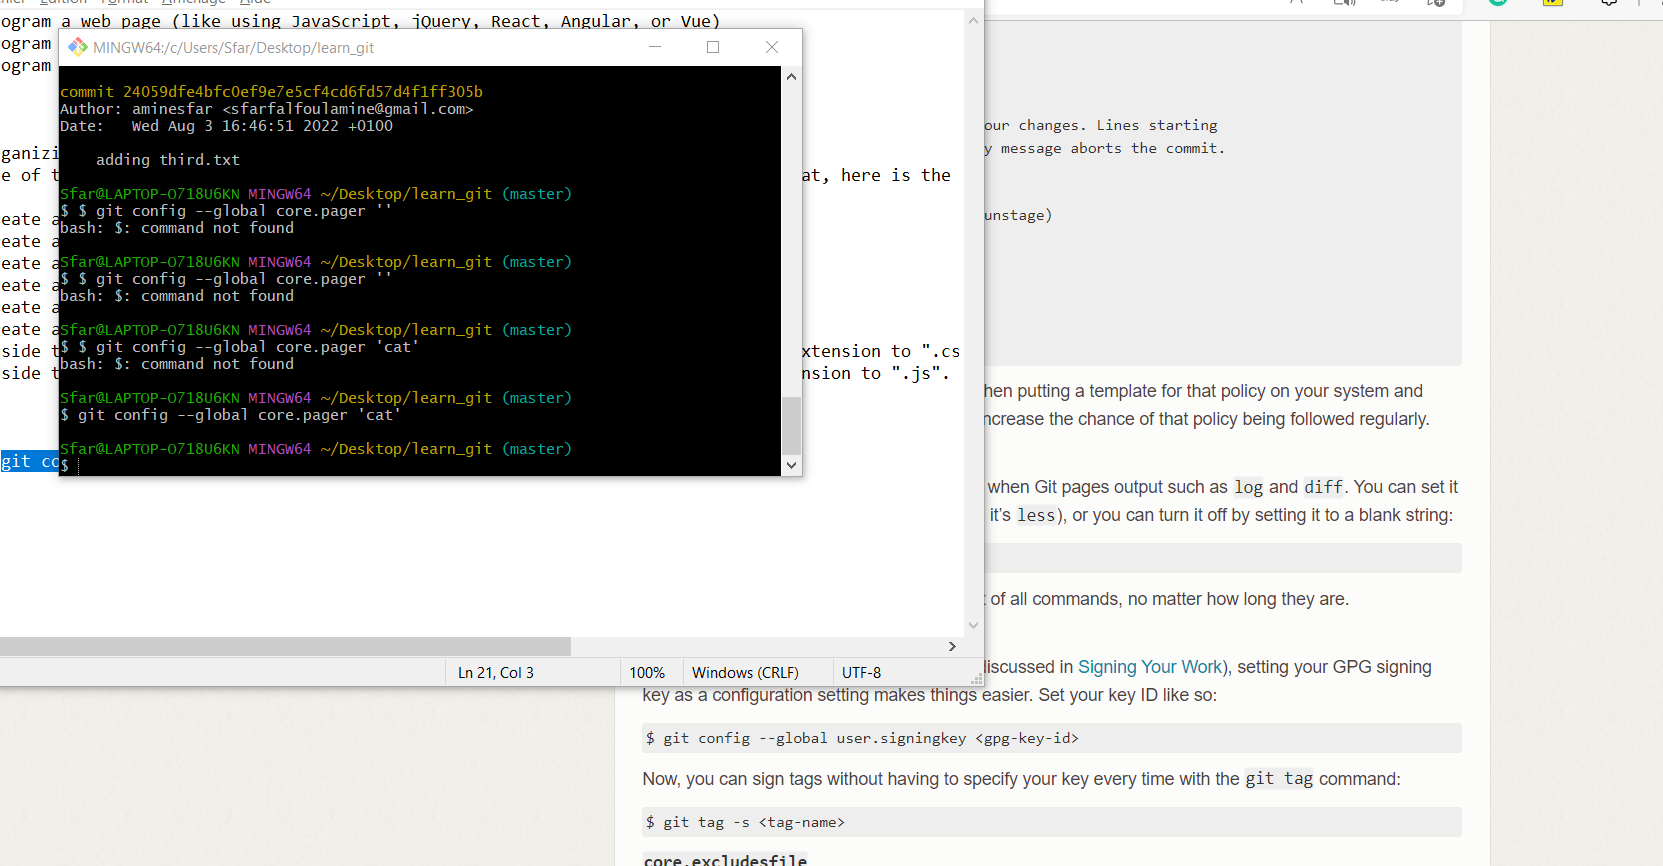 Edition Format Affichage Aide
ogram a web page (like using JavaScript, jQuery, React, Angular, or Vue)
ogram
ogram
MINGW64:/c/Users/Sfar/Desktop/learn_git
commit 24059dfe4bfc0ef9e7e5cf4cd6fd57d4f1ff305b
Author: aminesfar <sfarfalfoulamine@gmail.com>
Date:   Wed Aug 3 16:46:51 2022 +0100
adding third.txt
Sfar@LAPTOP-O718U6KN MINGW64 ~/Desktop/learn_git (master)
$ $ git config --global core.pager ''
bash: $: command not found
Sfar@LAPTOP-O718U6KN MINGW64 ~/Desktop/learn_git (master)
$ $ git config --global core.pager ''
bash: $: command not found
Sfar@LAPTOP-O718U6KN MINGW64 ~/Desktop/learn_git (master)
$ $ git config --global core.pager 'cat'
bash: $: command not found
Sfar@LAPTOP-O718U6KN MINGW64 ~/Desktop/learn_git (master)
$ git config --global core.pager 'cat'
Sfar@LAPTOP-O718U6KN MINGW64 ~/Desktop/learn_git (master)
$
ganizi
e of t at, here is the
eate a
eate a
eate a
eate a
eate a
eate a
side t xtension to ".cs
side t nsion to ".js".
git co
Ln 21, Col 3 100% Windows (CRLF) UTF-8
our changes. Lines starting
y message aborts the commit.
unstage)
hen putting a template for that policy on your system and
ncrease the chance of that policy being followed regularly.
when Git pages output such as log and diff. You can set it
it's less), or you can turn it off by setting it to a blank string:
of all commands, no matter how long they are.
discussed in Signing Your Work), setting your GPG signing
key as a configuration setting makes things easier. Set your key ID like so:
$ git config --global user.signingkey <gpg-key-id>
Now, you can sign tags without having to specify your key every time with the git tag command:
$ git tag -s <tag-name>
core.excludesfile